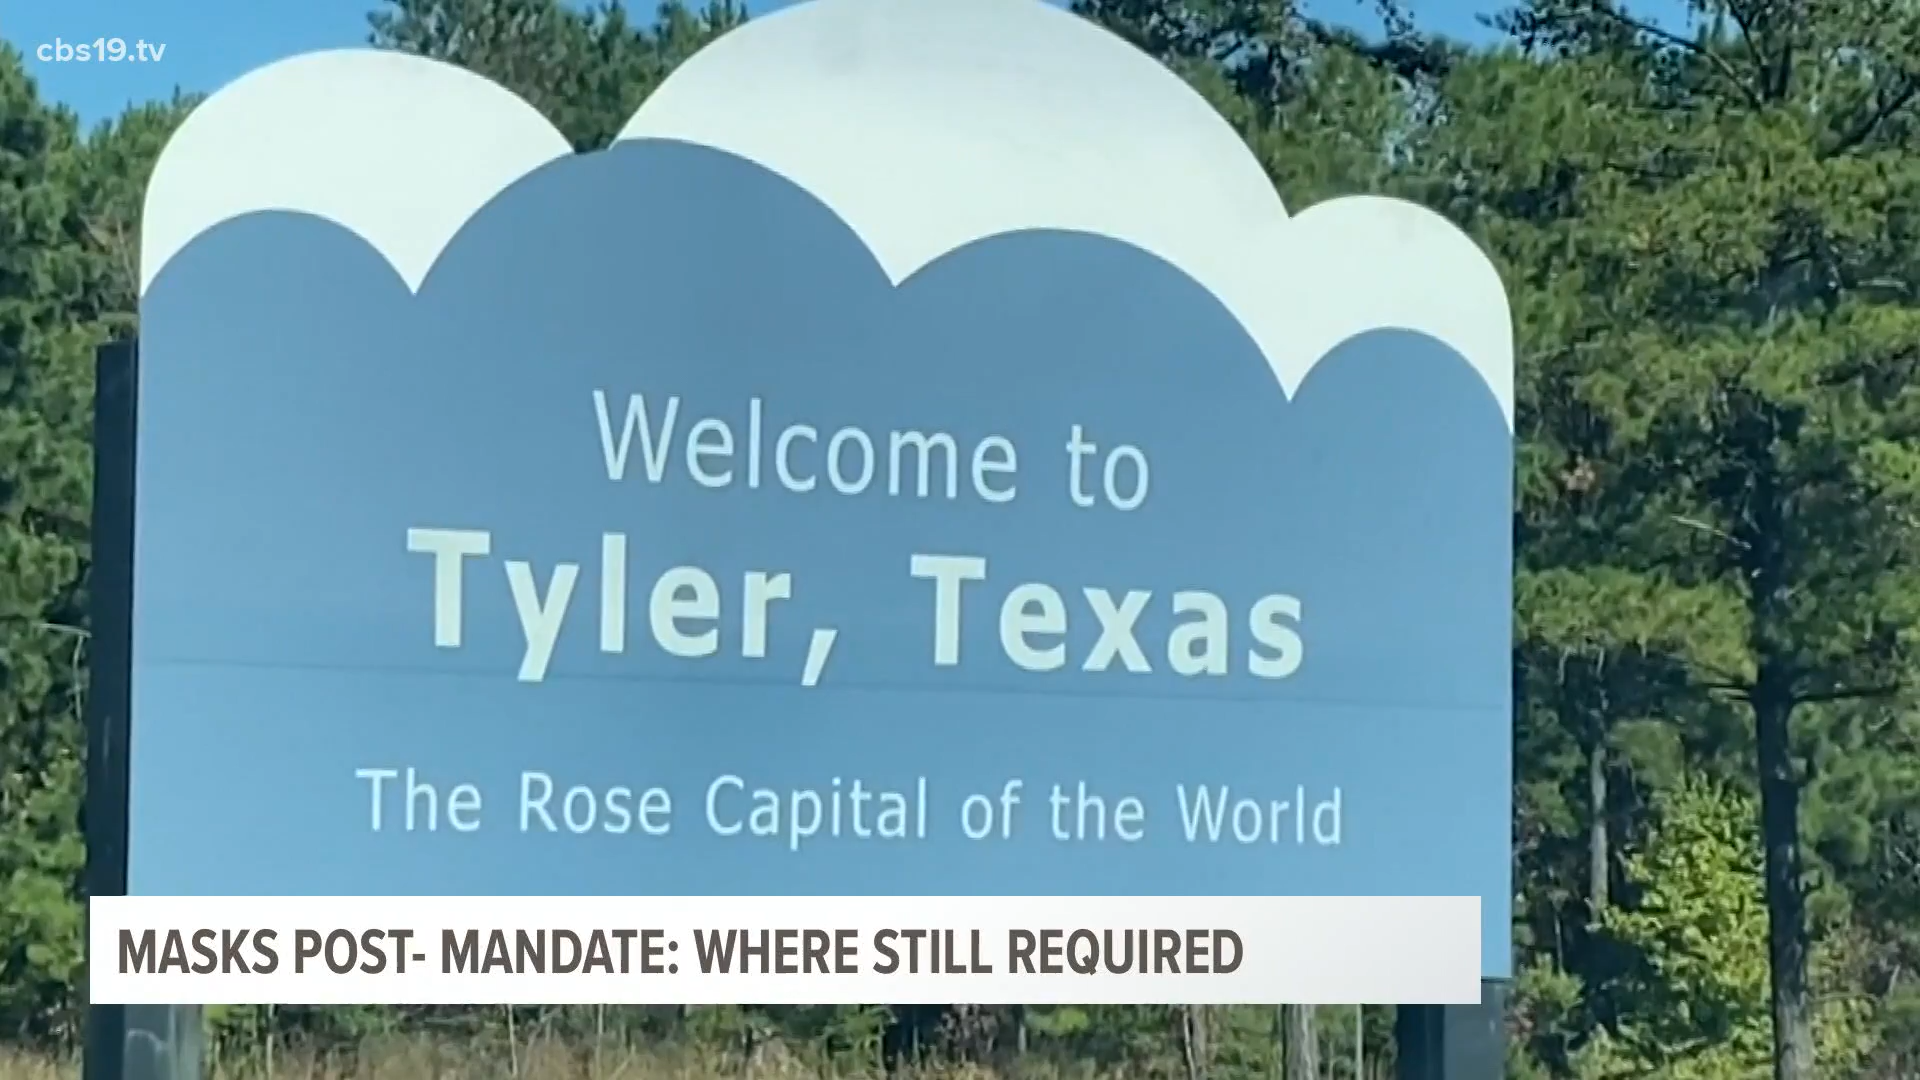 cbs19.tv
Welcome to
Tyler, Texas
The Rose Capital of the World
MASKS POST- MANDATE: WHERE STILL REQUIRED